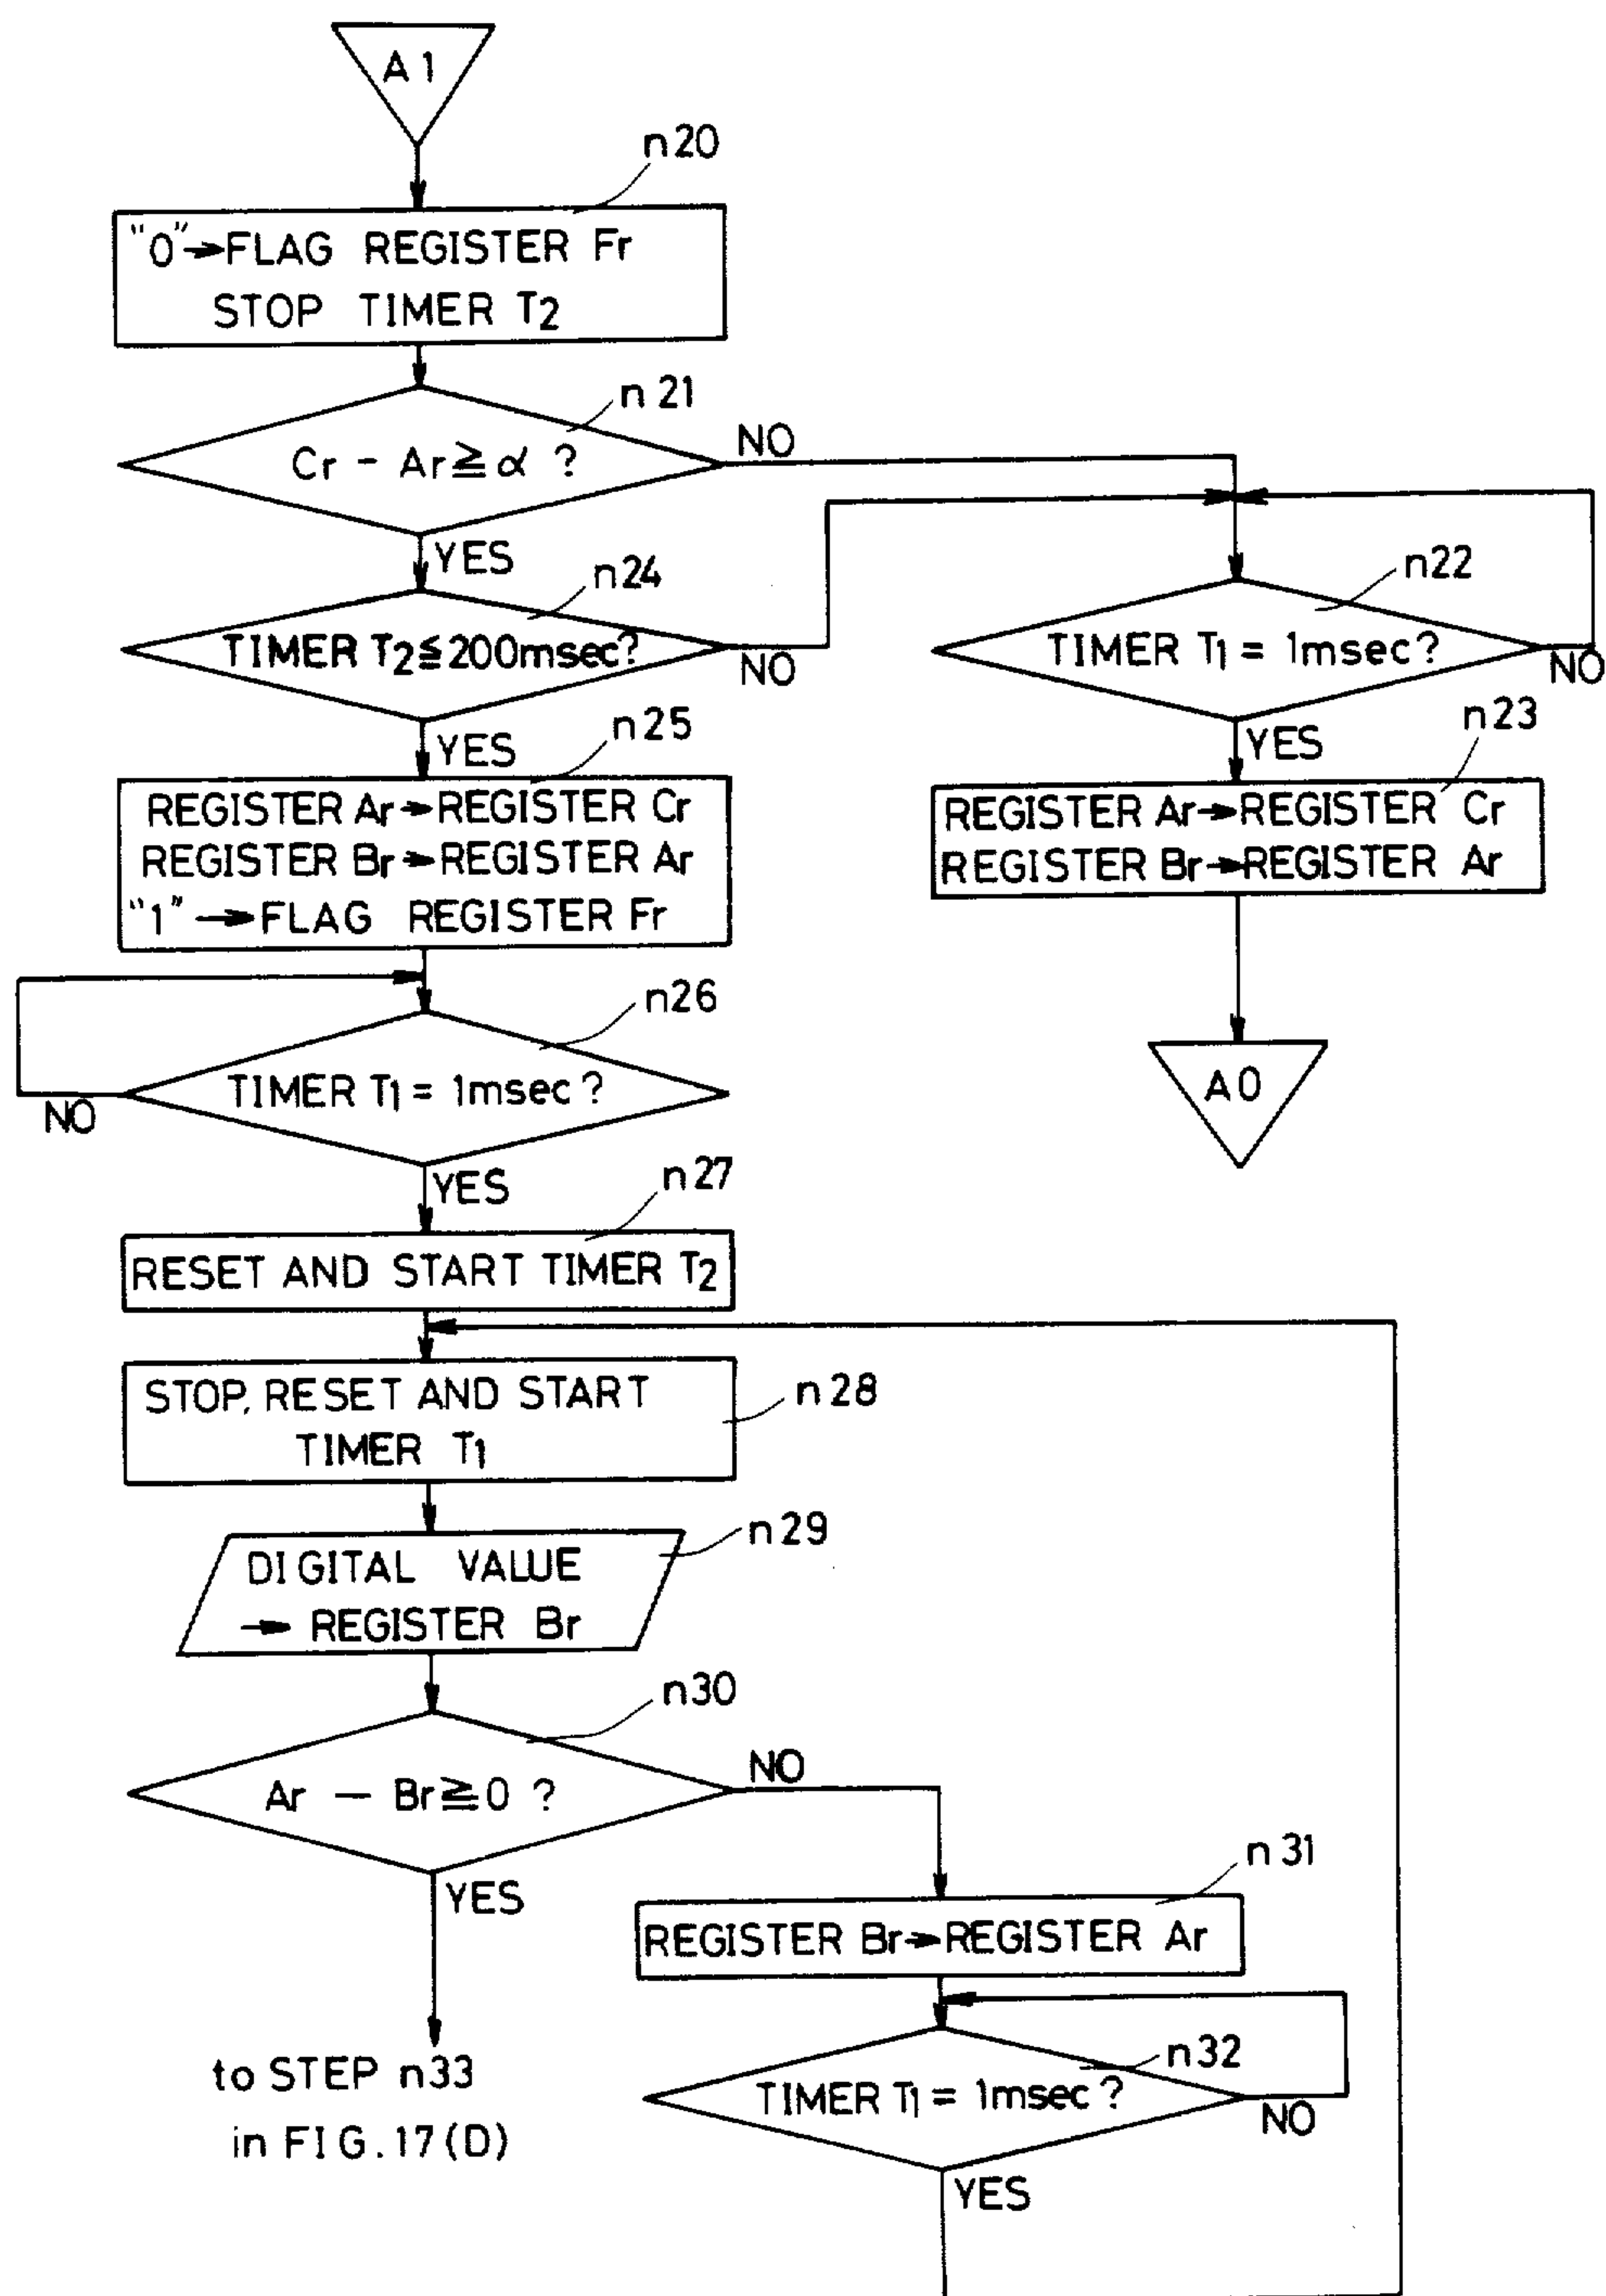 A1
n20
"0"→FLAG REGISTER Fr
STOP TIMER T2
n21
Cr - Ar ≧ α ?
NO
YES
n24
TIMER T2 ≦ 200msec?
NO
n22
TIMER T1 = 1msec?
NO
YES
n25
REGISTER Ar→REGISTER Cr
REGISTER Br→REGISTER Ar
"1"→FLAG REGISTER Fr
YES
n23
REGISTER Ar→REGISTER Cr
REGISTER Br→REGISTER Ar
A0
n26
TIMER T1 = 1msec?
NO
YES
n27
RESET AND START TIMER T2
n28
STOP, RESET AND START
TIMER T1
n29
DIGITAL VALUE
→ REGISTER Br
n30
Ar - Br ≧ 0 ?
NO
YES
n31
REGISTER Br→REGISTER Ar
n32
TIMER T1 = 1msec?
NO
YES
to STEP n33
in FIG.17(D)